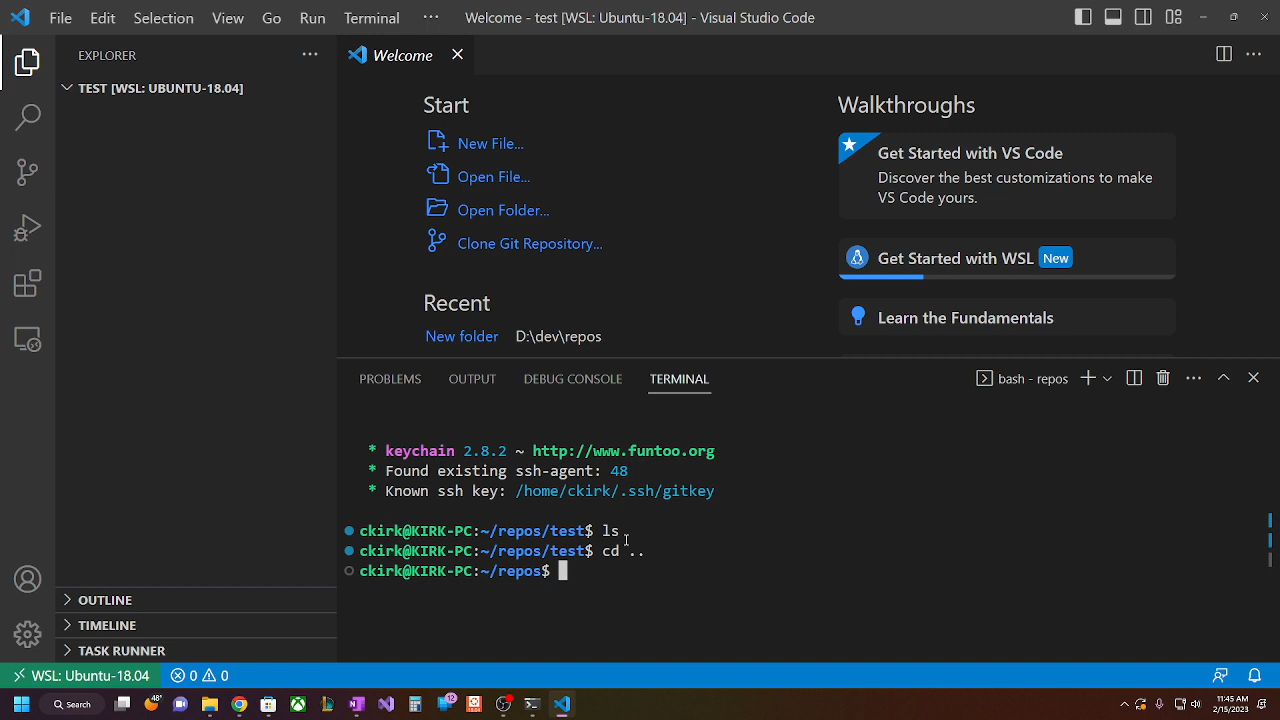 File Edit Selection View Go Run Terminal ··· Welcome - test [WSL: Ubuntu-18.04] - Visual Studio Code
EXPLORER
TEST [WSL: UBUNTU-18.04]
OUTLINE
TIMELINE
TASK RUNNER
Welcome
Start
New File...
Open File...
Open Folder...
Clone Git Repository...
Recent
New folder D:\dev\repos
Walkthroughs
Get Started with VS Code
Discover the best customizations to make
VS Code yours.
Get Started with WSL New
Learn the Fundamentals
PROBLEMS OUTPUT DEBUG CONSOLE TERMINAL bash - repos
* keychain 2.8.2 ~ http://www.funtoo.org
* Found existing ssh-agent: 48
* Known ssh key: /home/ckirk/.ssh/gitkey
ckirk@KIRK-PC:~/repos/test$ ls
ckirk@KIRK-PC:~/repos/test$ cd ..
ckirk@KIRK-PC:~/repos$
WSL: Ubuntu-18.04 0 0
Search 48° 12 11:45 AM
2/15/2023